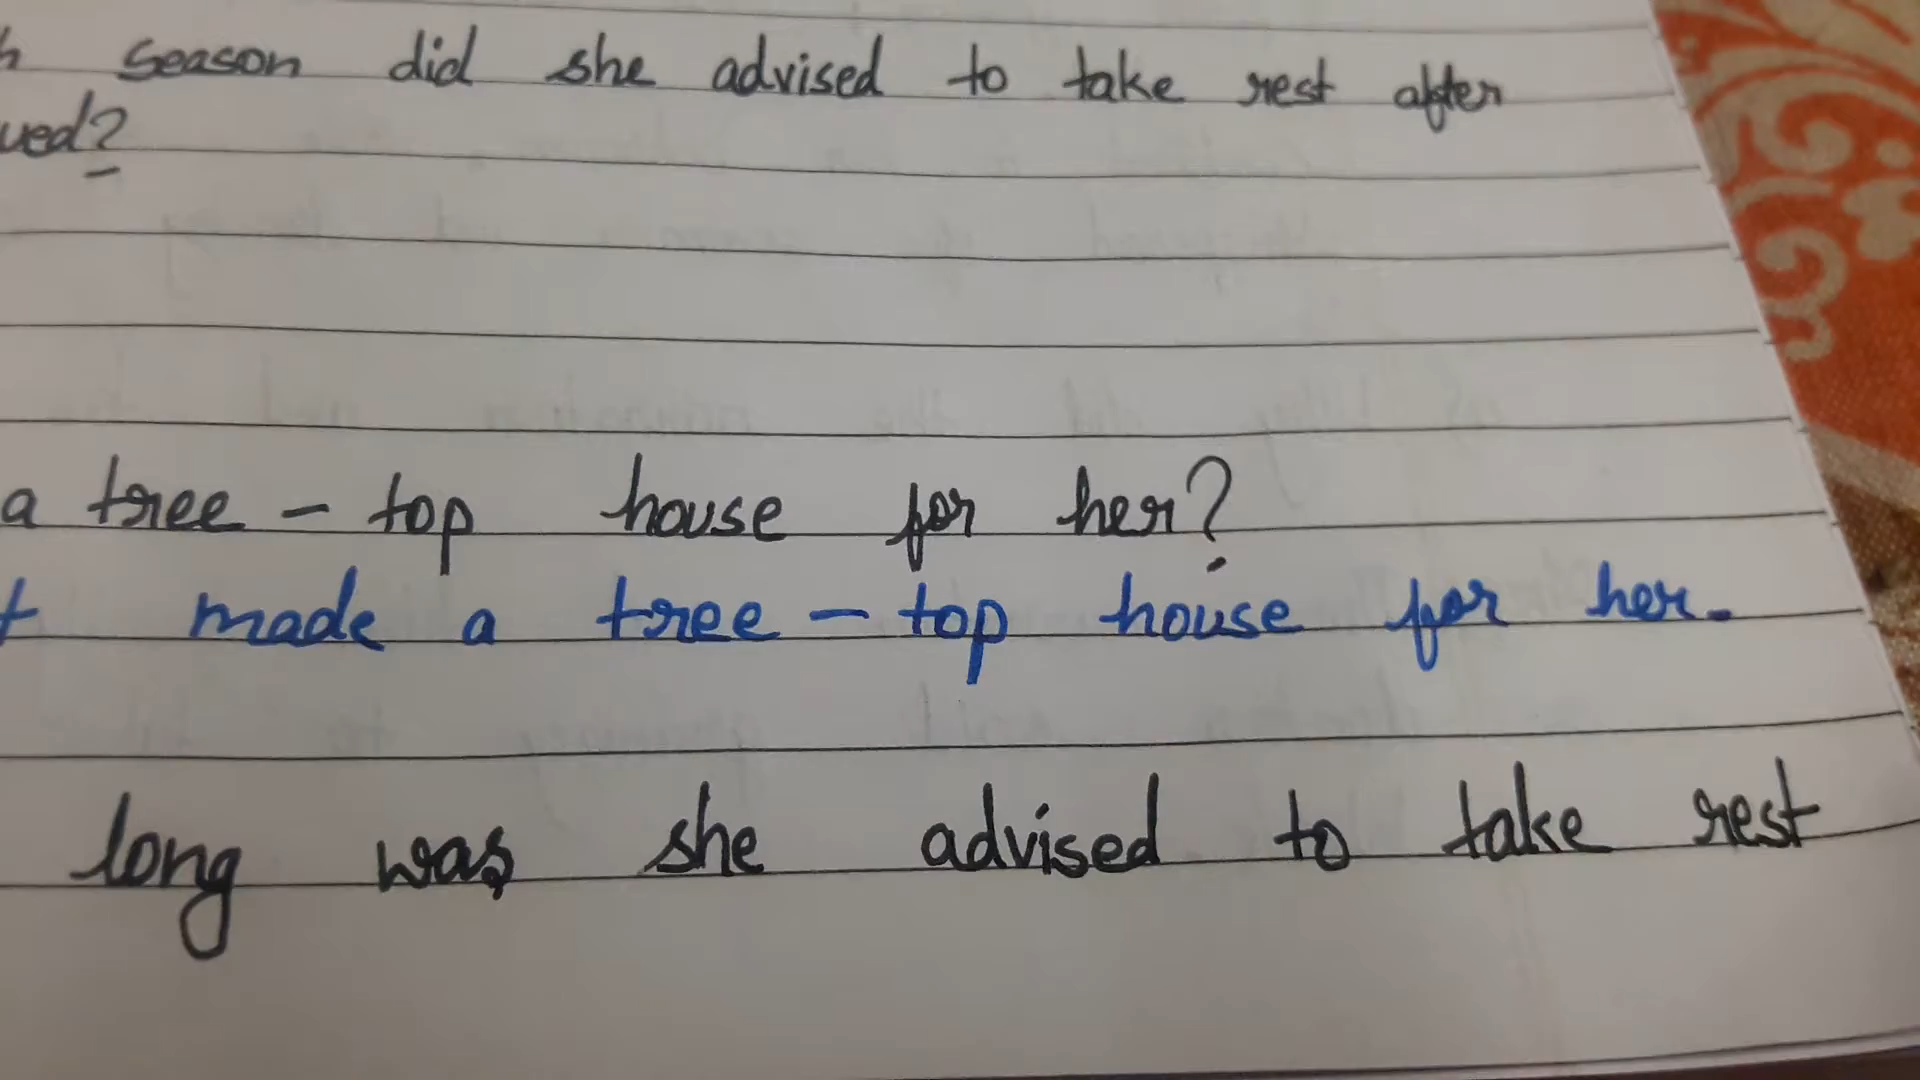 season did she advised to take rest after
a tree - top house for her?
made a tree - top house for her.
long was she advised to take rest